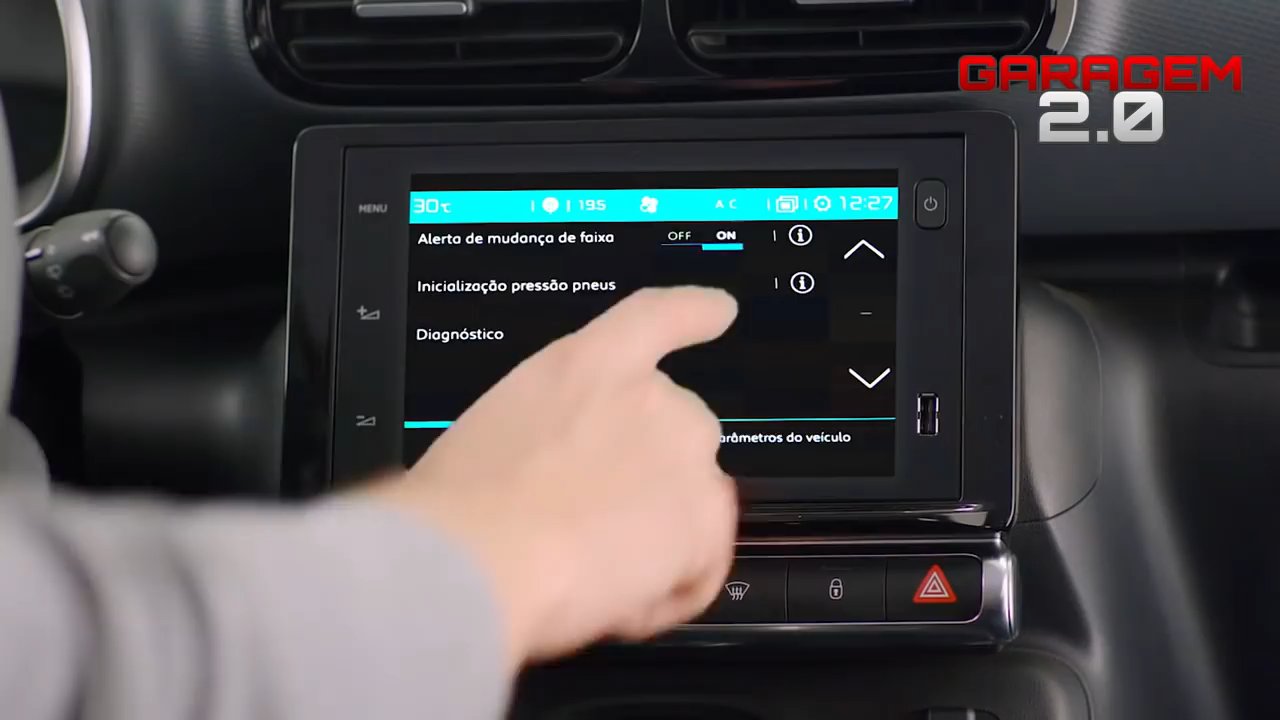 GARAGEM
2.0
MENU
30°C 19.5 A C 12:27
Alerta de mudança de faixa OFF ON
Inicialização pressão pneus
Diagnóstico
arâmetros do veículo